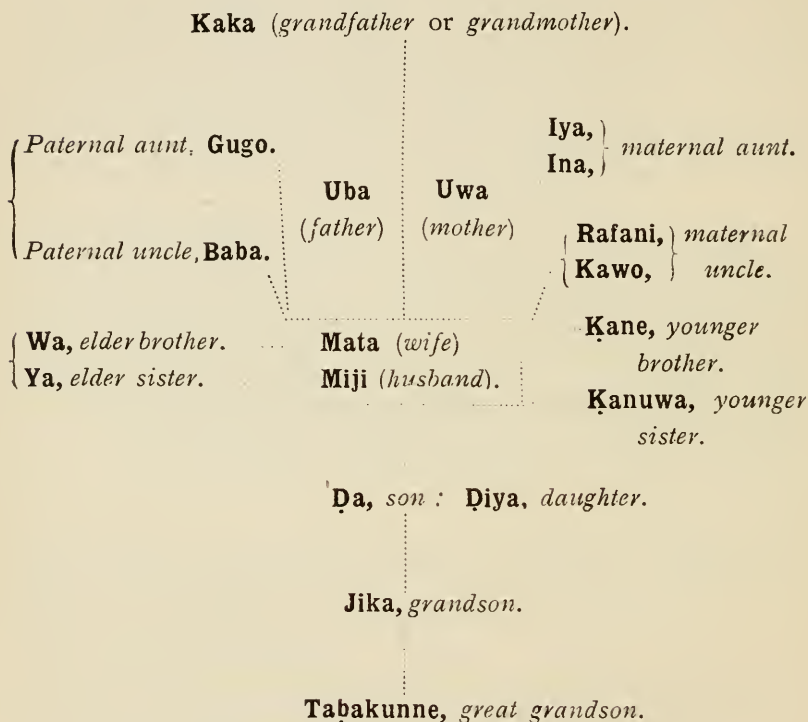 Kaka (grandfather or grandmother).
Paternal aunt, Gugo.
Iya,
Ina,
maternal aunt.
Uba
(father)
Uwa
(mother)
Paternal uncle, Baba.
Rafani,
Kawo,
maternal
uncle.
Wa, elder brother.
Ya, elder sister.
Mata (wife)
Miji (husband).
Ḳane, younger
brother.
Ḳanuwa, younger
sister.
Ḍa, son : Ḍiya, daughter.
Jika, grandson.
Taḅakunne, great grandson.